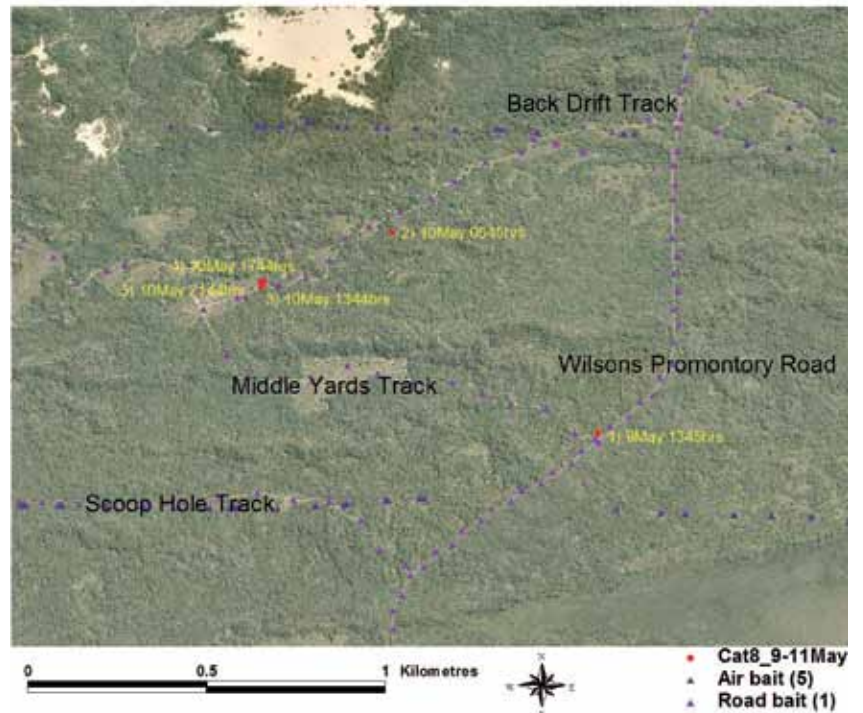 Back Drift Track
2) 10May 0545hrs
4) 10May 1744hrs
5) 10May 2144hrs
3) 10May 1344hrs
Middle Yards Track
Wilsons Promontory Road
1) 9May 1345hrs
Scoop Hole Track
0 0.5 1 Kilometres
Cat8_9-11May
Air bait (5)
Road bait (1)